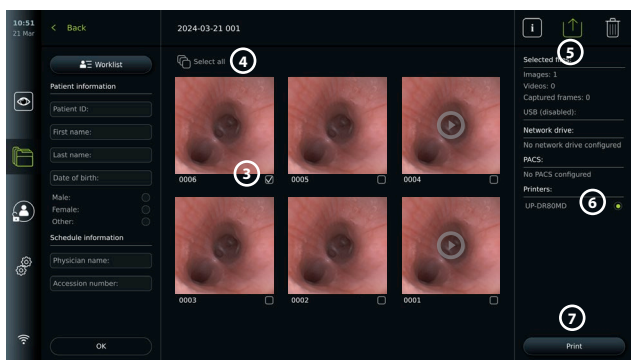 10:51
21 Mar
< Back
Worklist
Patient information
Patient ID:
First name:
Last name:
Date of birth:
Male:
Female:
Other:
Schedule information
Physician name:
Accession number:
OK
2024-03-21 001
Select all
4
0006
3
0005
0004
0003
0002
0001
i
5
Selected files:
Images: 1
Videos: 0
Captured frames: 0
USB (disabled):
Network drive:
No network drive configured
PACS:
No PACS configured
Printers:
UP-DR80MD
6
7
Print